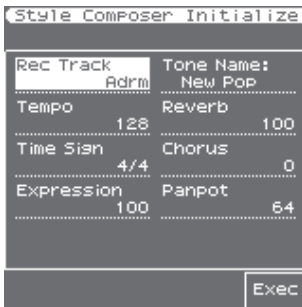 Style Composer Initialize
Rec Track
Adrm
Tone Name:
New Pop
Tempo
128
Reverb
100
Time Sign
4/4
Chorus
0
Expression
100
Panpot
64
Exec